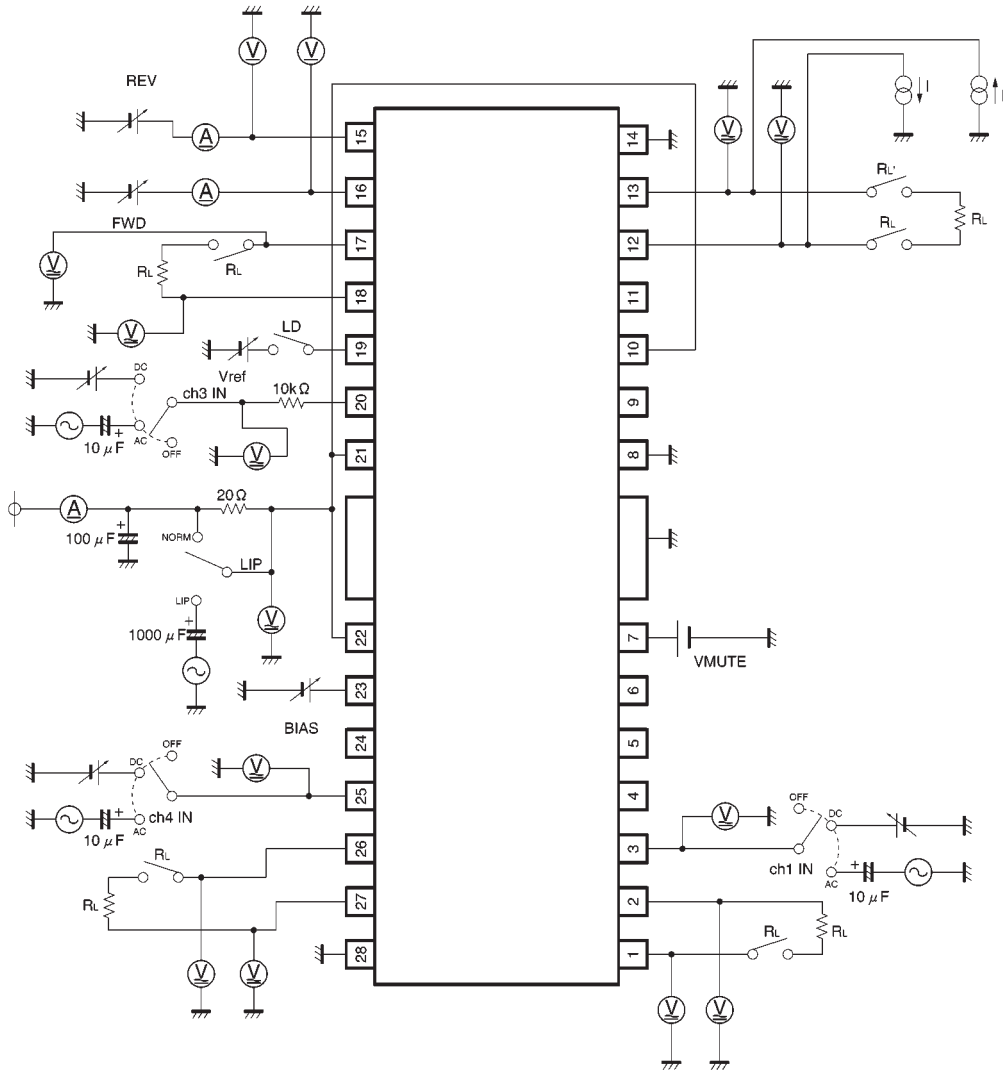 V V
REV
I I
A 15 14 V V
A 16 13 RL'
FWD
17 12 RL RL
V RL RL
18 11
V
LD
19 10
Vref
DC ch3 IN 10kΩ
20 9
10 μF + AC OFF V
21 8
20Ω
A
+
100 μF NORM
LIP
LIP V
+
1000 μF
22 7
VMUTE
23 6
BIAS
24 5
OFF
DC V
25 4
+ ch4 IN
10 μF AC
OFF V DC
26 3
ch1 IN + AC
10 μF
RL
RL
27 2
RL RL
28 1
V V V V